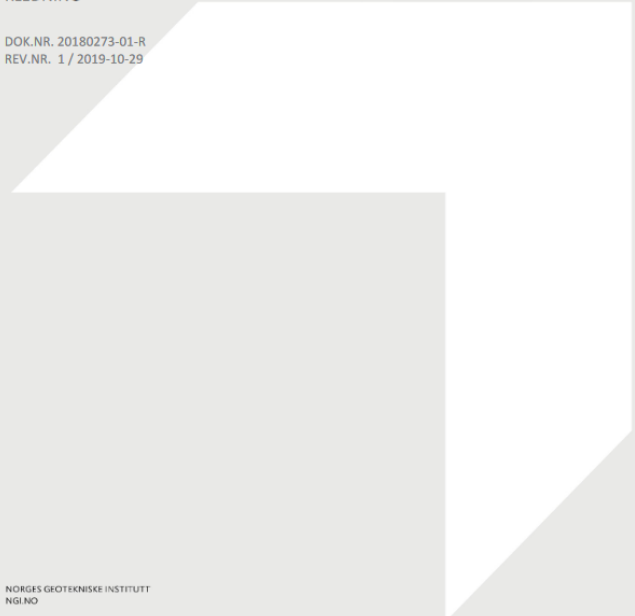 DOK.NR. 20180273-01-R
REV.NR. 1 / 2019-10-29
NORGES GEOTEKNISKE INSTITUTT
NGI.NO